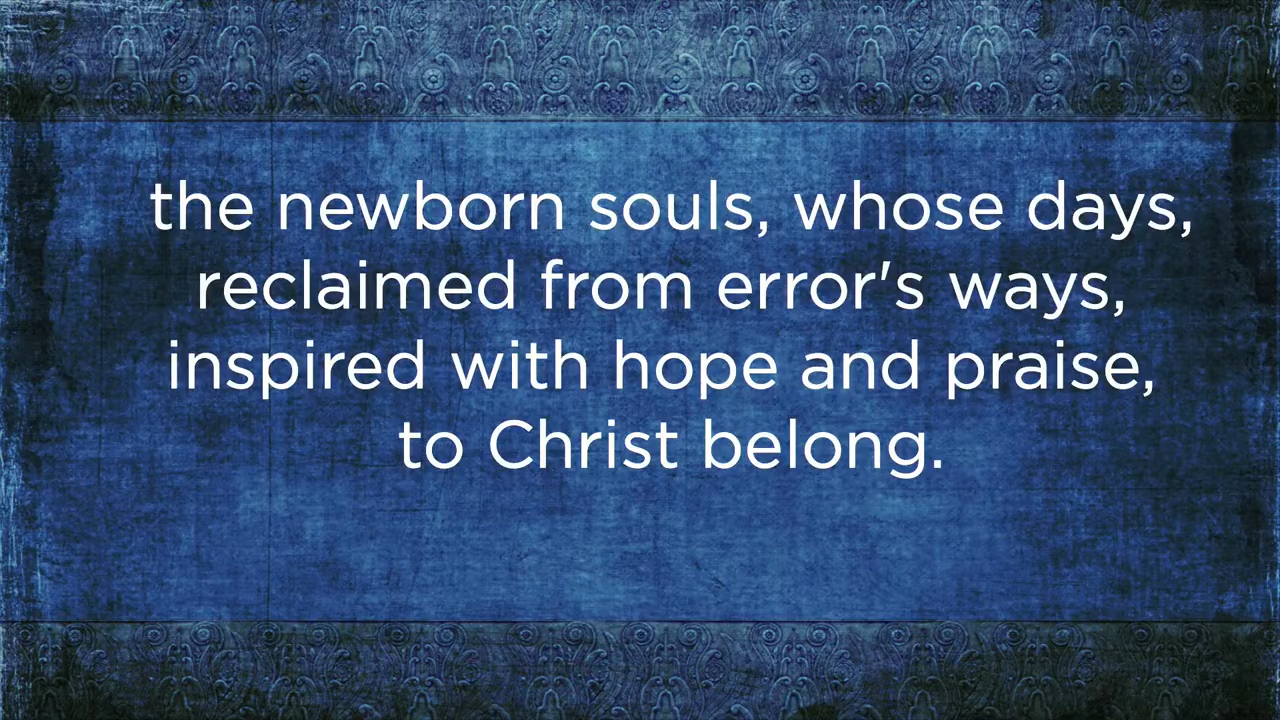 the newborn souls, whose days,
reclaimed from error's ways,
inspired with hope and praise,
to Christ belong.